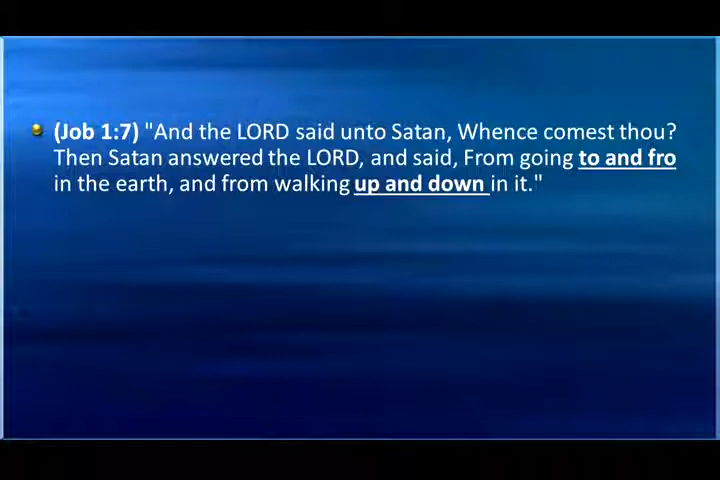 (Job 1:7) "And the LORD said unto Satan, Whence comest thou?
Then Satan answered the LORD, and said, From going to and fro
in the earth, and from walking up and down in it."